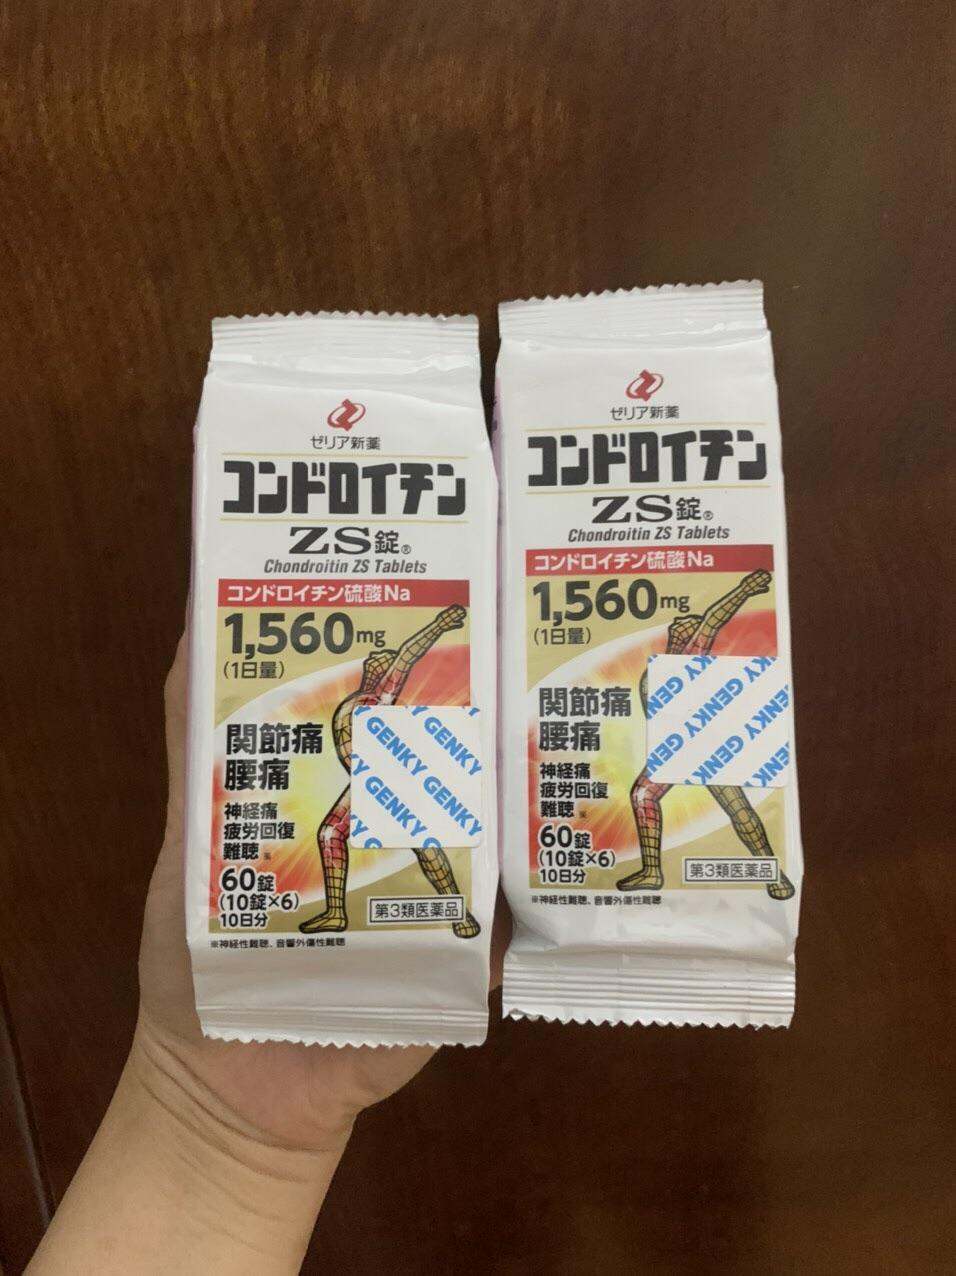 ゼリア新薬
コンドロイチン
ZS錠®
Chondroitin ZS Tablets
コンドロイチン硫酸Na
1,560mg
(1日量)
関節痛
腰痛
神経痛
疲労回復
難聴※
60錠
(10錠×6)
10日分
第3類医薬品
※神経性難聴、音響外傷性難聴
GENKY GENKY
GENKY GENKY
GENKY GENKY
ゼリア新薬
コンドロイチン
ZS錠®
Chondroitin ZS Tablets
コンドロイチン硫酸Na
1,560mg
(1日量)
関節痛
腰痛
神経痛
疲労回復
難聴※
60錠
(10錠×6)
10日分
第3類医薬品
※神経性難聴、音響外傷性難聴
GENKY GENKY
GENKY GENKY